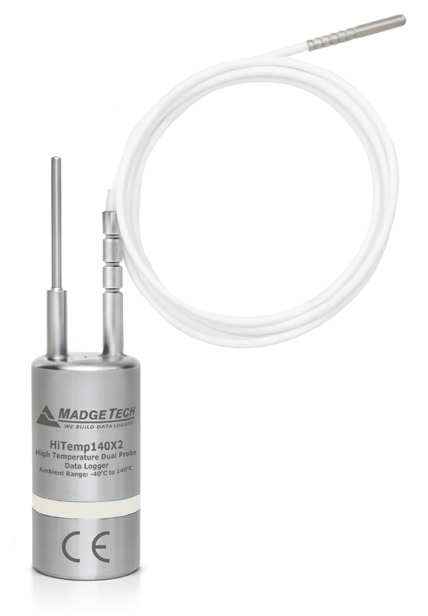 MADGETECH
WE BUILD DATA LOGGERS
HiTemp140X2
High Temperature Dual Probe
Data Logger
Ambient Range: -40°C to 140°C
CE